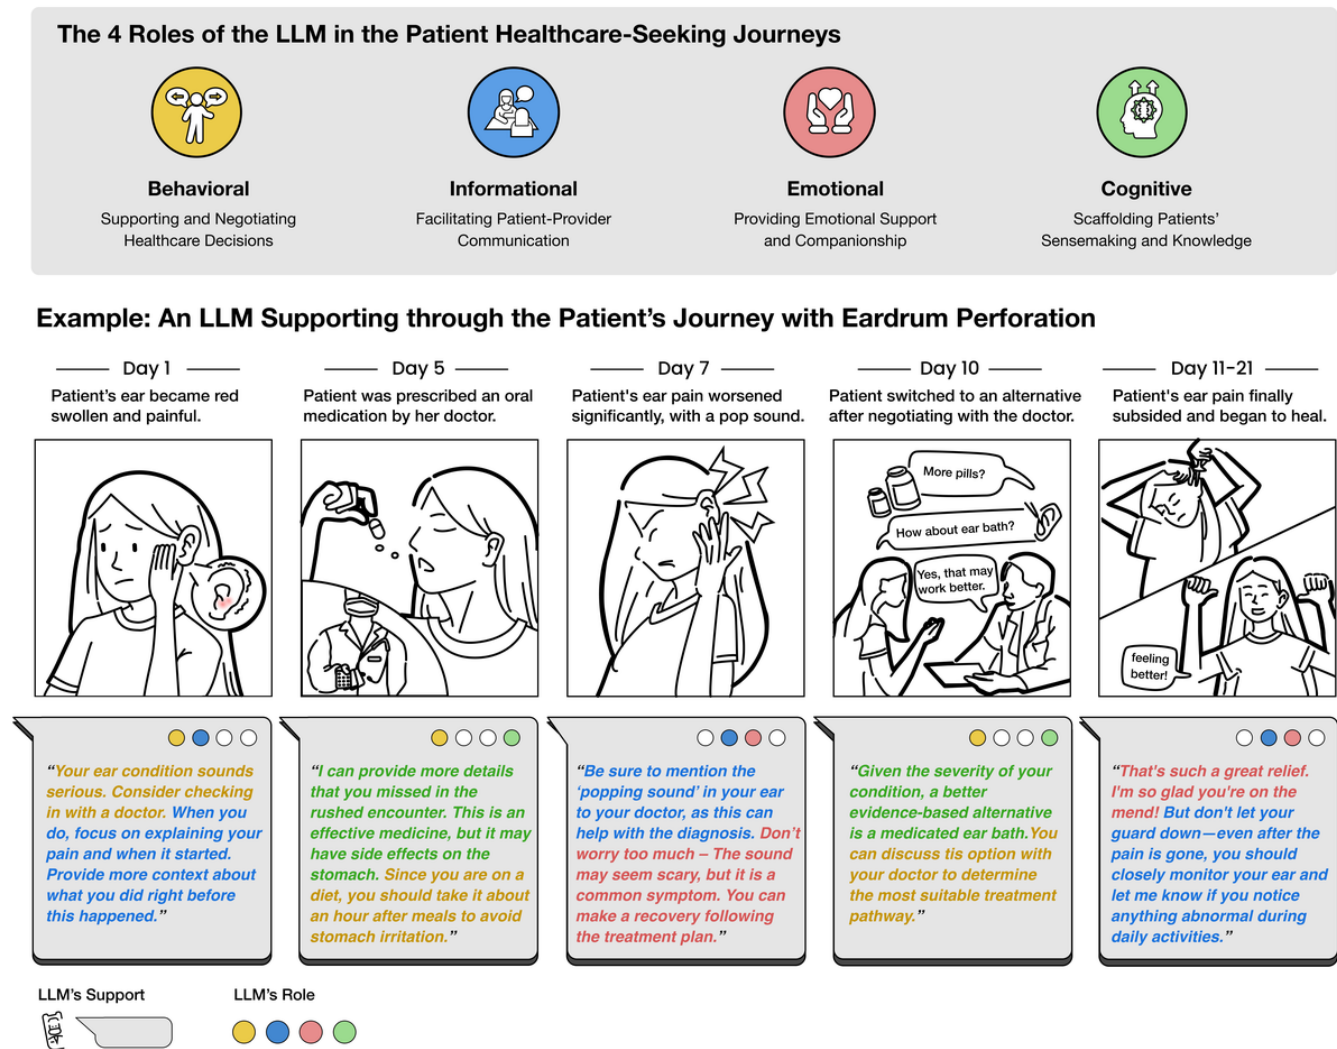 The 4 Roles of the LLM in the Patient Healthcare-Seeking Journeys
Behavioral
Supporting and Negotiating
Healthcare Decisions
Informational
Facilitating Patient-Provider
Communication
Emotional
Providing Emotional Support
and Companionship
Cognitive
Scaffolding Patients'
Sensemaking and Knowledge
Example: An LLM Supporting through the Patient's Journey with Eardrum Perforation
Day 1
Patient's ear became red
swollen and painful.
Day 5
Patient was prescribed an oral
medication by her doctor.
Day 7
Patient's ear pain worsened
significantly, with a pop sound.
Day 10
Patient switched to an alternative
after negotiating with the doctor.
Day 11-21
Patient's ear pain finally
subsided and began to heal.
More pills?
How about ear bath?
Yes, that may
work better.
feeling
better!
"Your ear condition sounds
serious. Consider checking
in with a doctor. When you
do, focus on explaining your
pain and when it started.
Provide more context about
what you did right before
this happened."
"I can provide more details
that you missed in the
rushed encounter. This is an
effective medicine, but it may
have side effects on the
stomach. Since you are on a
diet, you should take it about
an hour after meals to avoid
stomach irritation."
"Be sure to mention the
'popping sound' in your ear
to your doctor, as this can
help with the diagnosis. Don't
worry too much – The sound
may seem scary, but it is a
common symptom. You can
make a recovery following
the treatment plan."
"Given the severity of your
condition, a better
evidence-based alternative
is a medicated ear bath.You
can discuss tis option with
your doctor to determine
the most suitable treatment
pathway."
"That's such a great relief.
I'm so glad you're on the
mend! But don't let your
guard down—even after the
pain is gone, you should
closely monitor your ear and
let me know if you notice
anything abnormal during
daily activities."
LLM's Support
LLM's Role